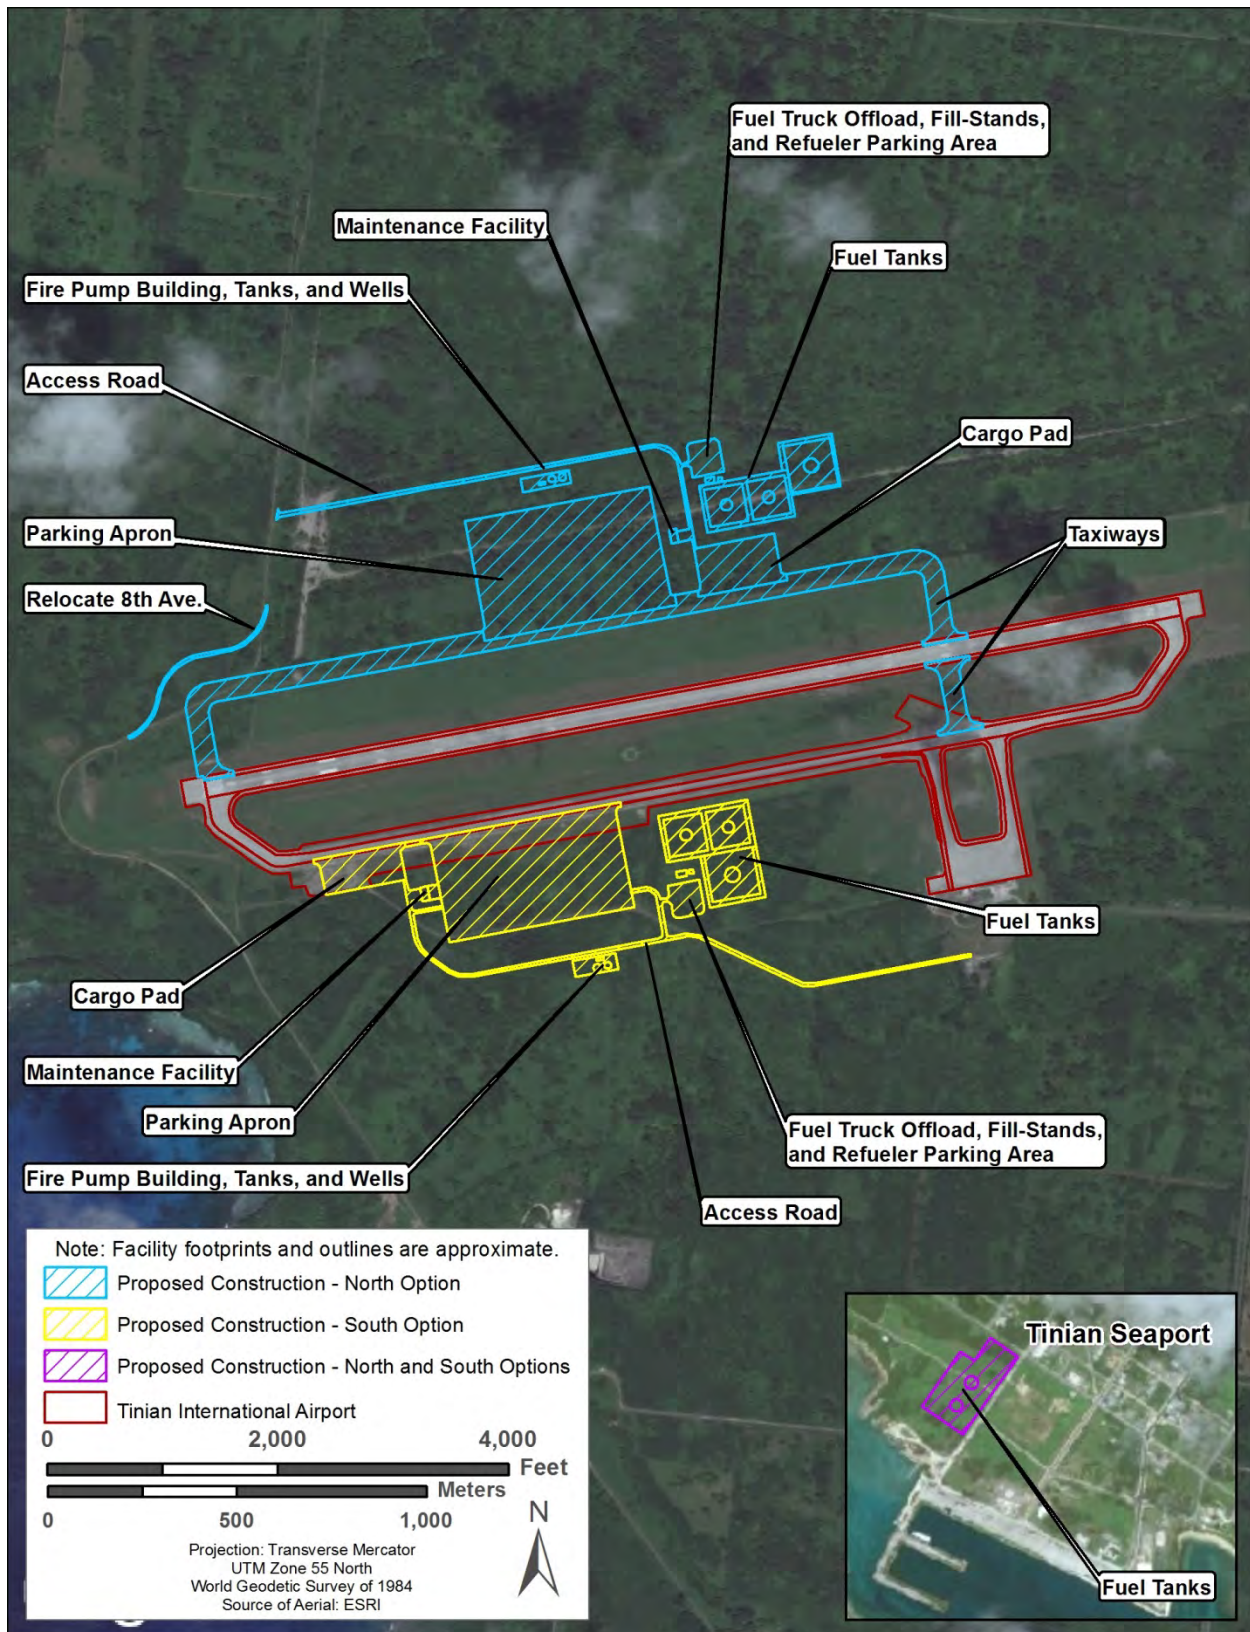 Fuel Truck Offload, Fill-Stands,
and Refueler Parking Area
Maintenance Facility
Fuel Tanks
Fire Pump Building, Tanks, and Wells
Access Road
Cargo Pad
Parking Apron
Taxiways
Relocate 8th Ave.
Fuel Tanks
Cargo Pad
Maintenance Facility
Parking Apron
Fuel Truck Offload, Fill-Stands,
and Refueler Parking Area
Fire Pump Building, Tanks, and Wells
Access Road
Note: Facility footprints and outlines are approximate.
Proposed Construction - North Option
Proposed Construction - South Option
Proposed Construction - North and South Options
Tinian International Airport
0 2,000 4,000
Feet
Meters
0 500 1,000
N
Projection: Transverse Mercator
UTM Zone 55 North
World Geodetic Survey of 1984
Source of Aerial: ESRI
Tinian Seaport
Fuel Tanks